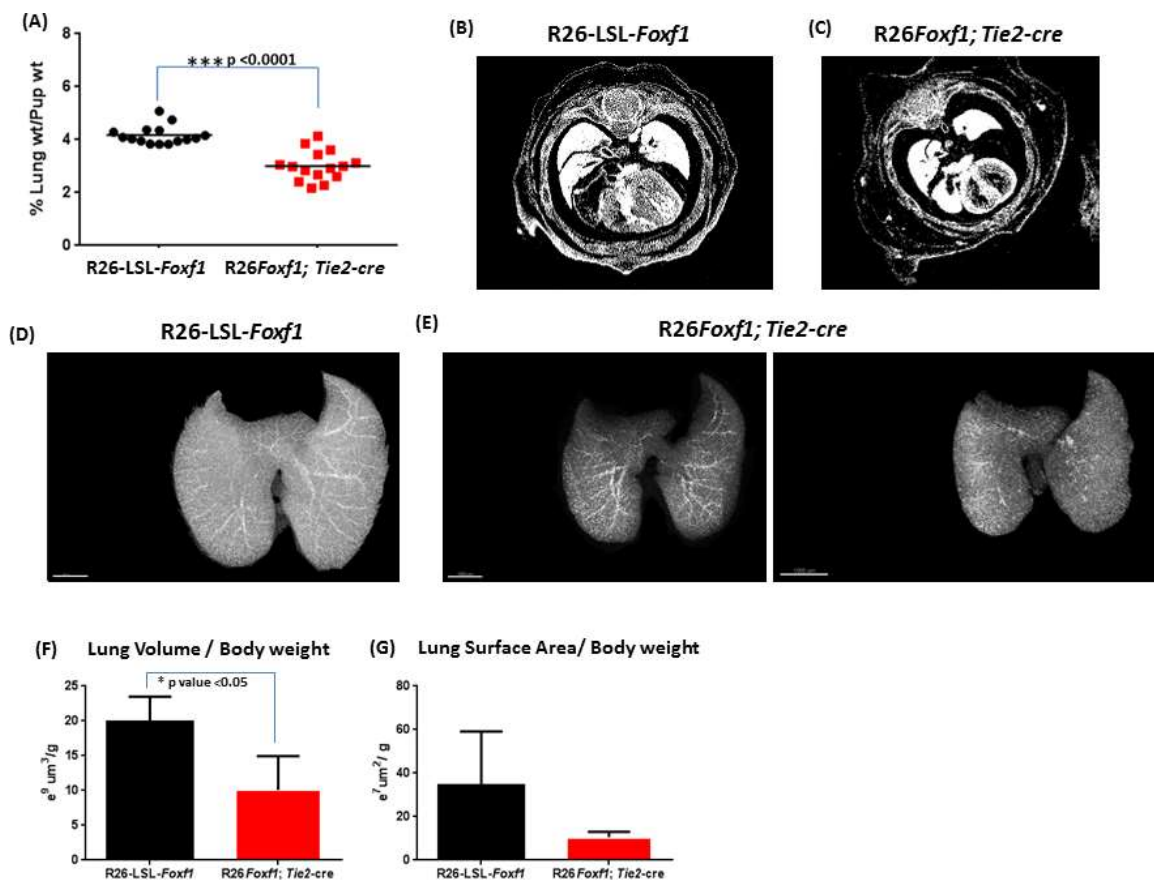 (A)
% Lung wt/Pup wt
8
6
4
2
0
*** p <0.0001
R26-LSL-Foxf1
R26Foxf1; Tie2-cre
(B)
R26-LSL-Foxf1
(C)
R26Foxf1; Tie2-cre
(D)
R26-LSL-Foxf1
(E)
R26Foxf1; Tie2-cre
(F) Lung Volume / Body weight
* p value <0.05
e⁹ um³/g
25
20
15
10
5
0
R26-LSL-Foxf1
R26Foxf1; Tie2-cre
(G) Lung Surface Area/ Body weight
e⁷ um²/ g
80
60
40
20
0
R26-LSL-Foxf1
R26Foxf1; Tie2-cre